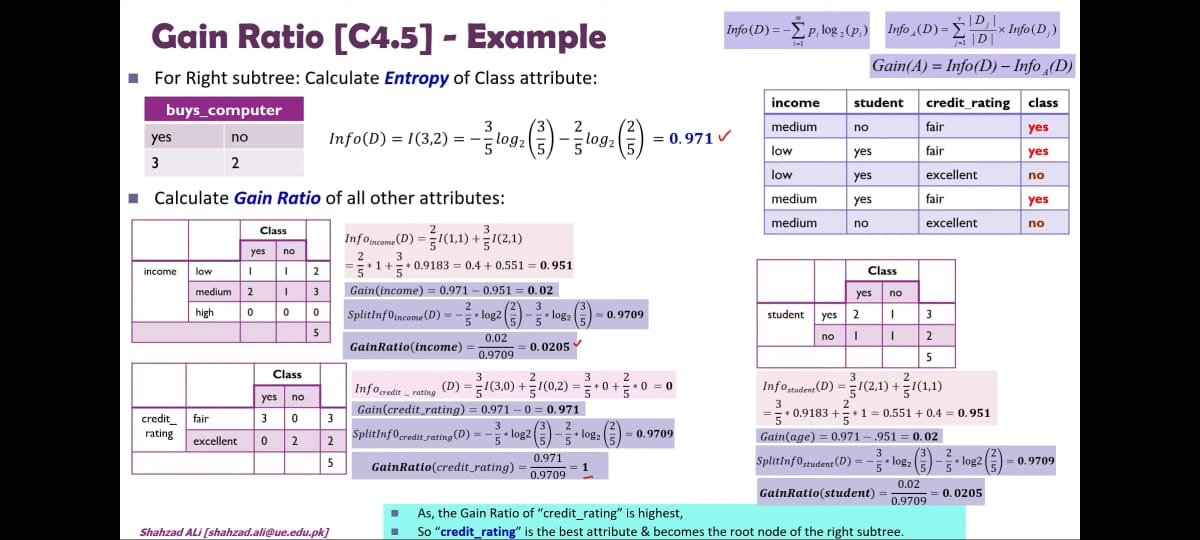 Gain Ratio [C4.5] - Example
Info(D) = -∑ᵢ₌₁ᵐ pᵢ log₂(pᵢ)
Info_A(D) = ∑ⱼ₌₁ᵛ |Dⱼ|/|D| × Info(Dⱼ)
Gain(A) = Info(D) − Info_A(D)
■ For Right subtree: Calculate Entropy of Class attribute:
buys_computer
yes no
3 2
Info(D) = I(3,2) = −3/5 log₂(3/5) − 2/5 log₂(2/5) = 0.971 ✓
income student credit_rating class
medium no fair yes
low yes fair yes
low yes excellent no
medium yes fair yes
medium no excellent no
■ Calculate Gain Ratio of all other attributes:
Class
yes no
income low 1 1 2
medium 2 1 3
high 0 0 0
5
Info_income(D) = 2/5 I(1,1) + 3/5 I(2,1)
= 2/5 * 1 + 3/5 * 0.9183 = 0.4 + 0.551 = 0.951
Gain(income) = 0.971 − 0.951 = 0.02
SplitInfo_income(D) = −2/5 * log2(2/5) − 3/5 * log₂(3/5) = 0.9709
GainRatio(income) = 0.02/0.9709 = 0.0205 ✓
Class
yes no
credit_rating fair 3 0 3
excellent 0 2 2
5
Info_credit_rating (D) = 3/5 I(3,0) + 2/5 I(0,2) = 3/5 * 0 + 2/5 * 0 = 0
Gain(credit_rating) = 0.971 − 0 = 0.971
SplitInfo_credit_rating(D) = −3/5 * log2(3/5) − 2/5 * log₂(2/5) = 0.9709
GainRatio(credit_rating) = 0.971/0.9709 = 1
Class
yes no
student yes 2 1 3
no 1 1 2
5
Info_student(D) = 3/5 I(2,1) + 2/5 I(1,1)
= 3/5 * 0.9183 + 2/5 * 1 = 0.551 + 0.4 = 0.951
Gain(age) = 0.971 − .951 = 0.02
SplitInfo_student(D) = −3/5 * log₂(3/5) − 2/5 * log2(2/5) = 0.9709
GainRatio(student) = 0.02/0.9709 = 0.0205
■ As, the Gain Ratio of “credit_rating” is highest,
■ So “credit_rating” is the best attribute & becomes the root node of the right subtree.
Shahzad ALi [shahzad.ali@ue.edu.pk]